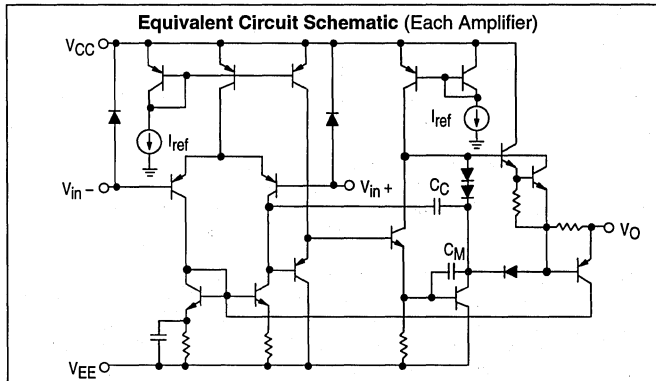 Equivalent Circuit Schematic (Each Amplifier)
VCC
Iref
Iref
Vin –
Vin +
CC
VO
CM
VEE